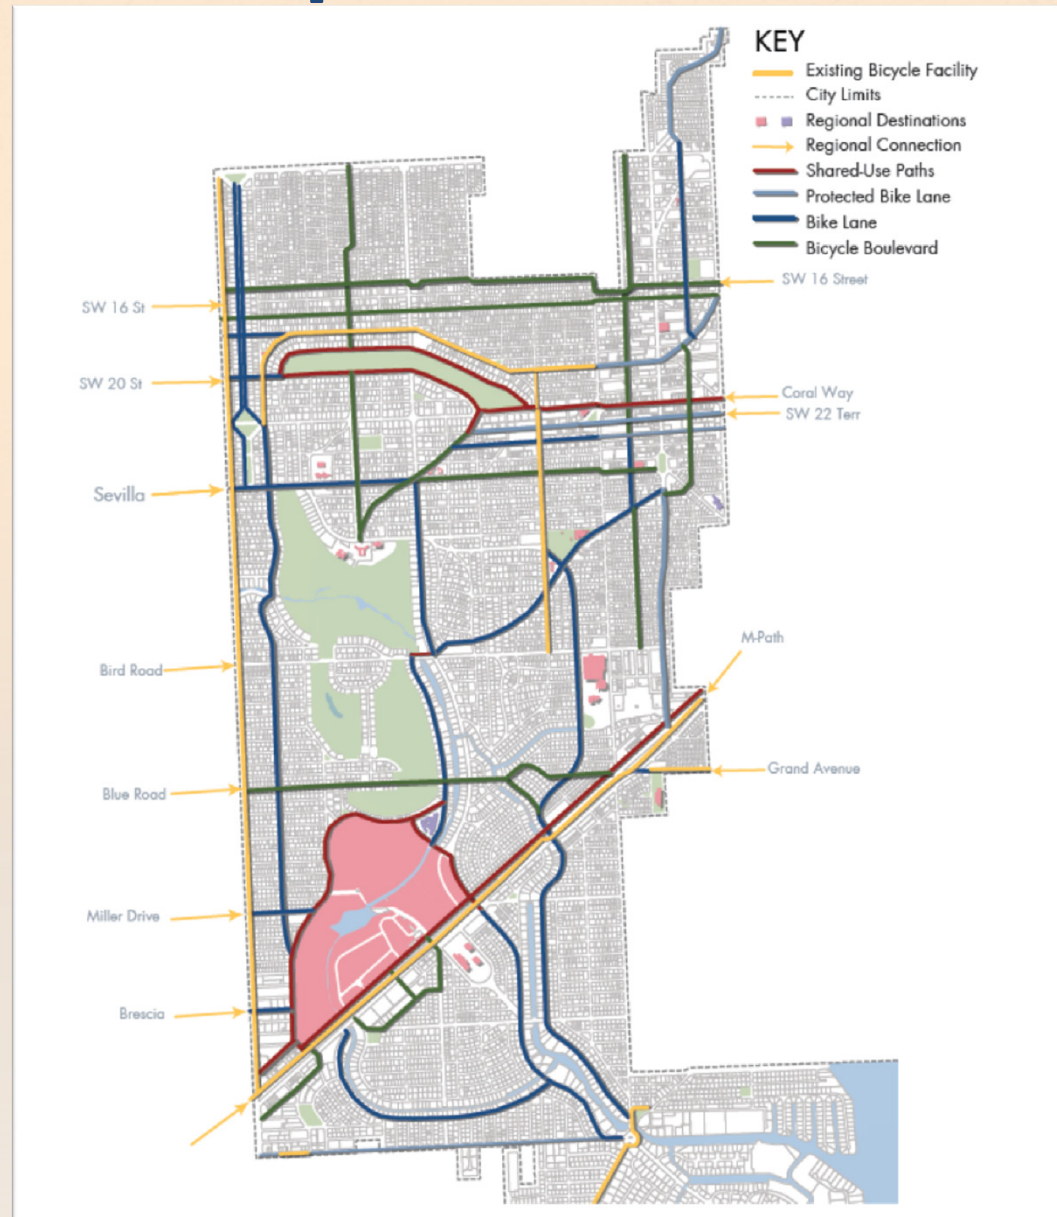 KEY
Existing Bicycle Facility
City Limits
Regional Destinations
Regional Connection
Shared-Use Paths
Protected Bike Lane
Bike Lane
Bicycle Boulevard
SW 16 Street
SW 16 St
SW 20 St
Coral Way
SW 22 Terr
Sevilla
M-Path
Bird Road
Grand Avenue
Blue Road
Miller Drive
Brescia